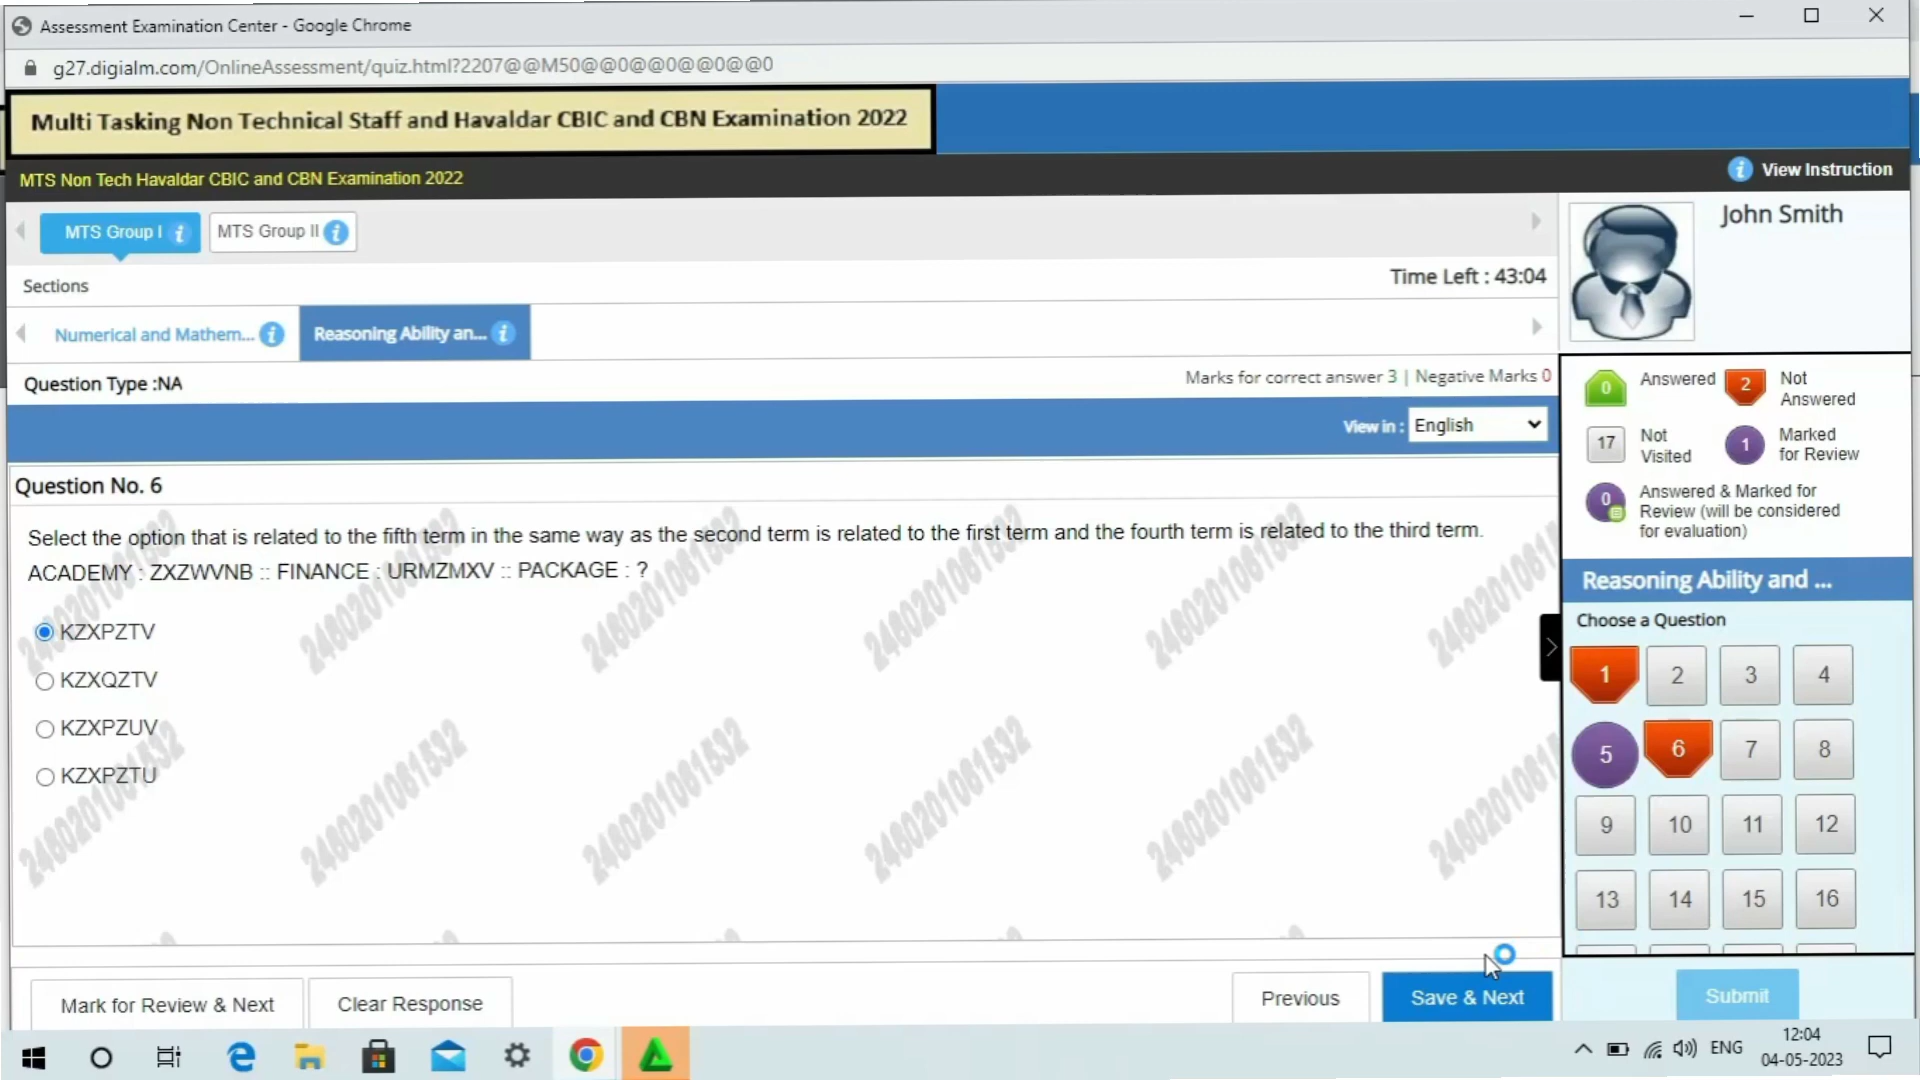 Assessment Examination Center - Google Chrome
g27.digialm.com/OnlineAssessment/quiz.html?2207@@M50@@0@@0@@0@@0
Multi Tasking Non Technical Staff and Havaldar CBIC and CBN Examination 2022
MTS Non Tech Havaldar CBIC and CBN Examination 2022
View Instruction
MTS Group I
MTS Group II
John Smith
Sections
Time Left : 43:04
Numerical and Mathem...
Reasoning Ability an...
Question Type :NA
Marks for correct answer 3 | Negative Marks 0
View in : English
0 Answered
2 Not Answered
17 Not Visited
1 Marked for Review
0 Answered & Marked for
Review (will be considered
for evaluation)
Question No. 6
Select the option that is related to the fifth term in the same way as the second term is related to the first term and the fourth term is related to the third term.
ACADEMY : ZXZWVNB :: FINANCE : URMZMXV :: PACKAGE : ?
KZXPZTV
KZXQZTV
KZXPZUV
KZXPZTU
Reasoning Ability and ...
Choose a Question
1 2 3 4
5 6 7 8
9 10 11 12
13 14 15 16
Mark for Review & Next
Clear Response
Previous
Save & Next
Submit
ENG
12:04
04-05-2023